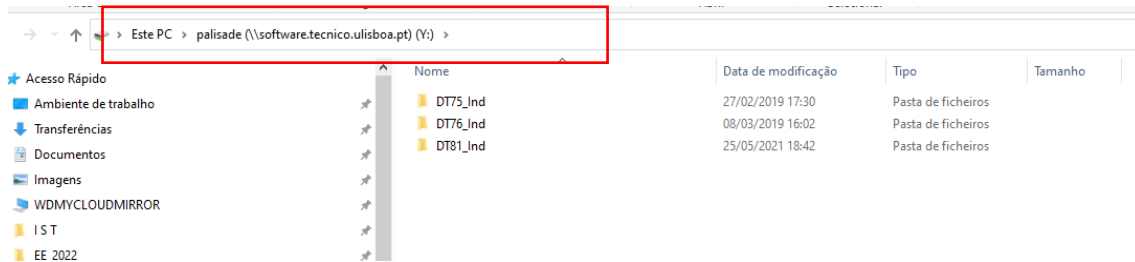 Este PC > palisade (\\software.tecnico.ulisboa.pt) (Y:) >
Acesso Rápido
Ambiente de trabalho
Transferências
Documentos
Imagens
WDMYCLOUDMIRROR
I S T
EE 2022
Nome Data de modificação Tipo Tamanho
DT75_Ind 27/02/2019 17:30 Pasta de ficheiros
DT76_Ind 08/03/2019 16:02 Pasta de ficheiros
DT81_Ind 25/05/2021 18:42 Pasta de ficheiros